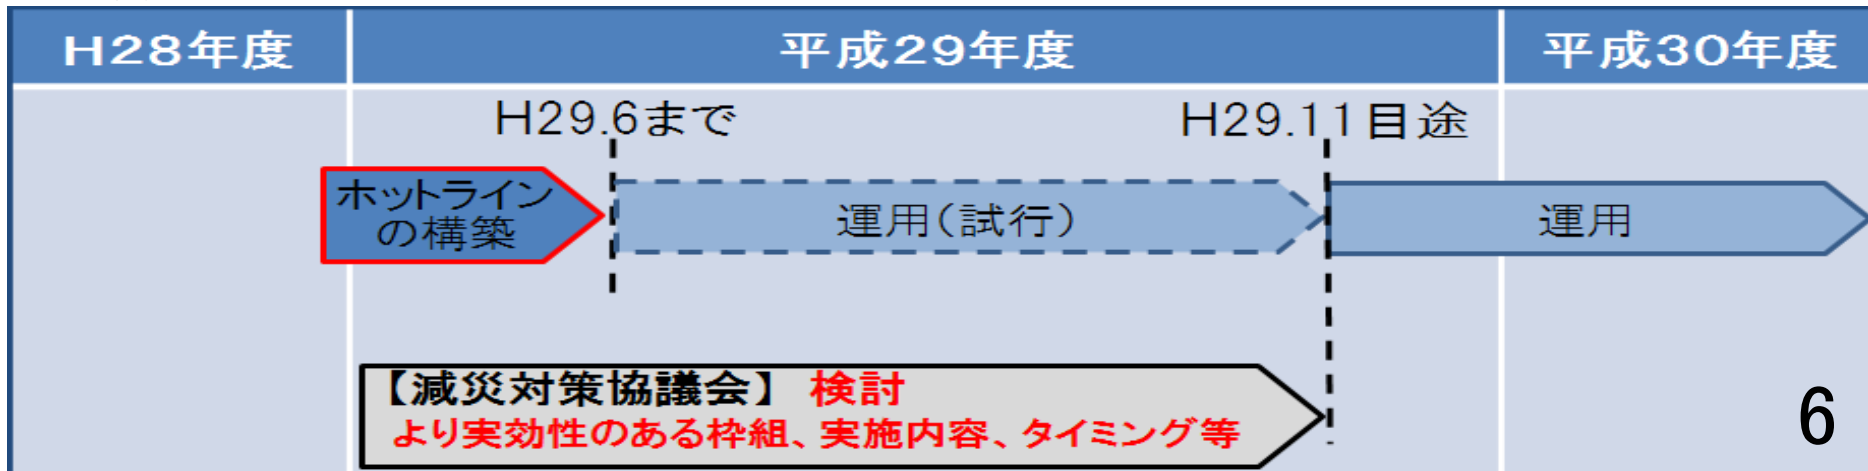 H28年度
平成29年度
平成30年度
H29.6まで
H29.11目途
ホットライン
の構築
運用(試行)
運用
【減災対策協議会】 検討
より実効性のある枠組、実施内容、タイミング等
6